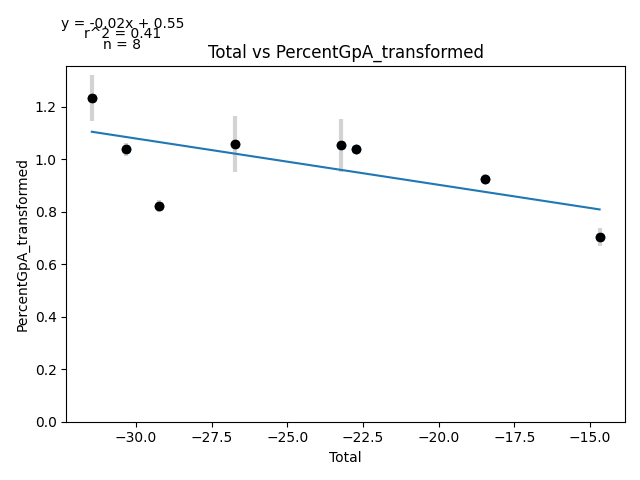 y = -0.02x + 0.55
r^2 = 0.41
n = 8
Total vs PercentGpA_transformed
PercentGpA_transformed
1.2
1.0
0.8
0.6
0.4
0.2
0.0
−30.0 −27.5 −25.0 −22.5 −20.0 −17.5 −15.0
Total